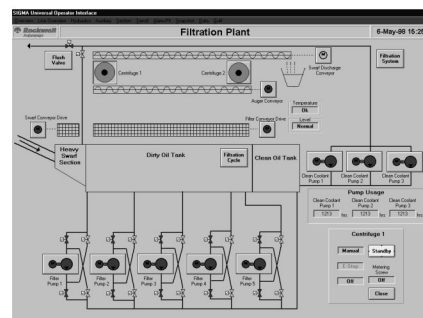 SIGMA Universal Operator Interface
Rockwell
Automation
Filtration Plant
6-May-98 15:26
Flush
Valve
Centrifuge 1
Centrifuge 2
Swarf Discharge
Conveyor
Filtration
System
Auger Conveyor
Temperature
Ok
Level
Normal
Swarf Conveyor Drive
Filter Conveyor Drive
Heavy
Swarf
Section
Dirty Oil Tank
Filtration
Cycle
Clean Oil Tank
Clean Coolant
Pump 1
Clean Coolant
Pump 2
Clean Coolant
Pump 3
Pump Usage
Clean Coolant
Pump 1
Clean Coolant
Pump 2
Clean Coolant
Pump 3
1213 hrs
1213 hrs
1213 hrs
Filter
Pump 1
Filter
Pump 2
Filter
Pump 3
Filter
Pump 4
Filter
Pump 5
Centrifuge 1
Manual
Standby
E Stop
Metering
Screw
Off
Off
Close